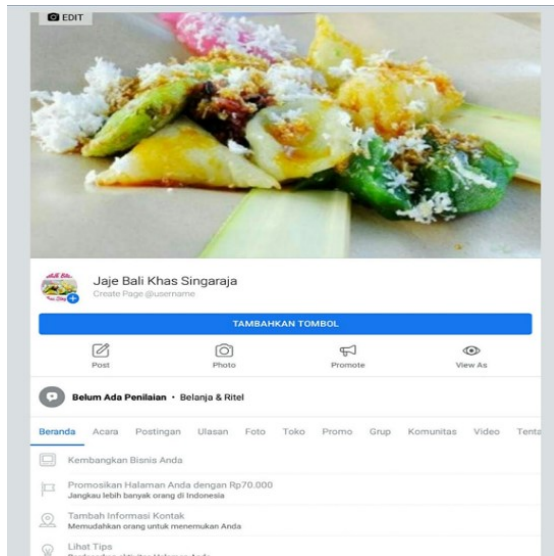 EDIT
Jaje Bali Khas Singaraja
Create Page @username
TAMBAHKAN TOMBOL
Post Photo Promote View As
Belum Ada Penilaian · Belanja & Ritel
Beranda Acara Postingan Ulasan Foto Toko Promo Grup Komunitas Video Tenta
Kembangkan Bisnis Anda
Promosikan Halaman Anda dengan Rp70.000
Jangkau lebih banyak orang di Indonesia
Tambah Informasi Kontak
Memudahkan orang untuk menemukan Anda
Lihat Tips